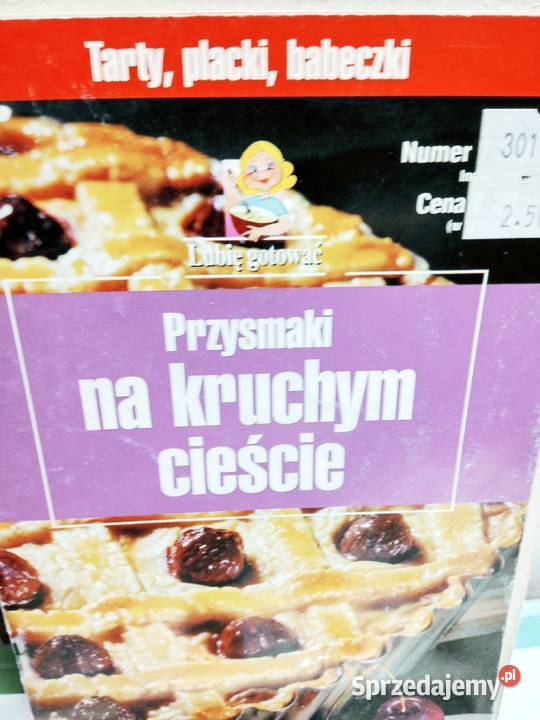 Tarty, placki, babeczki
Numer
301
Cena
2.50
Lubię gotować
Przysmaki
na kruchym
cieście
Sprzedajemy.pl